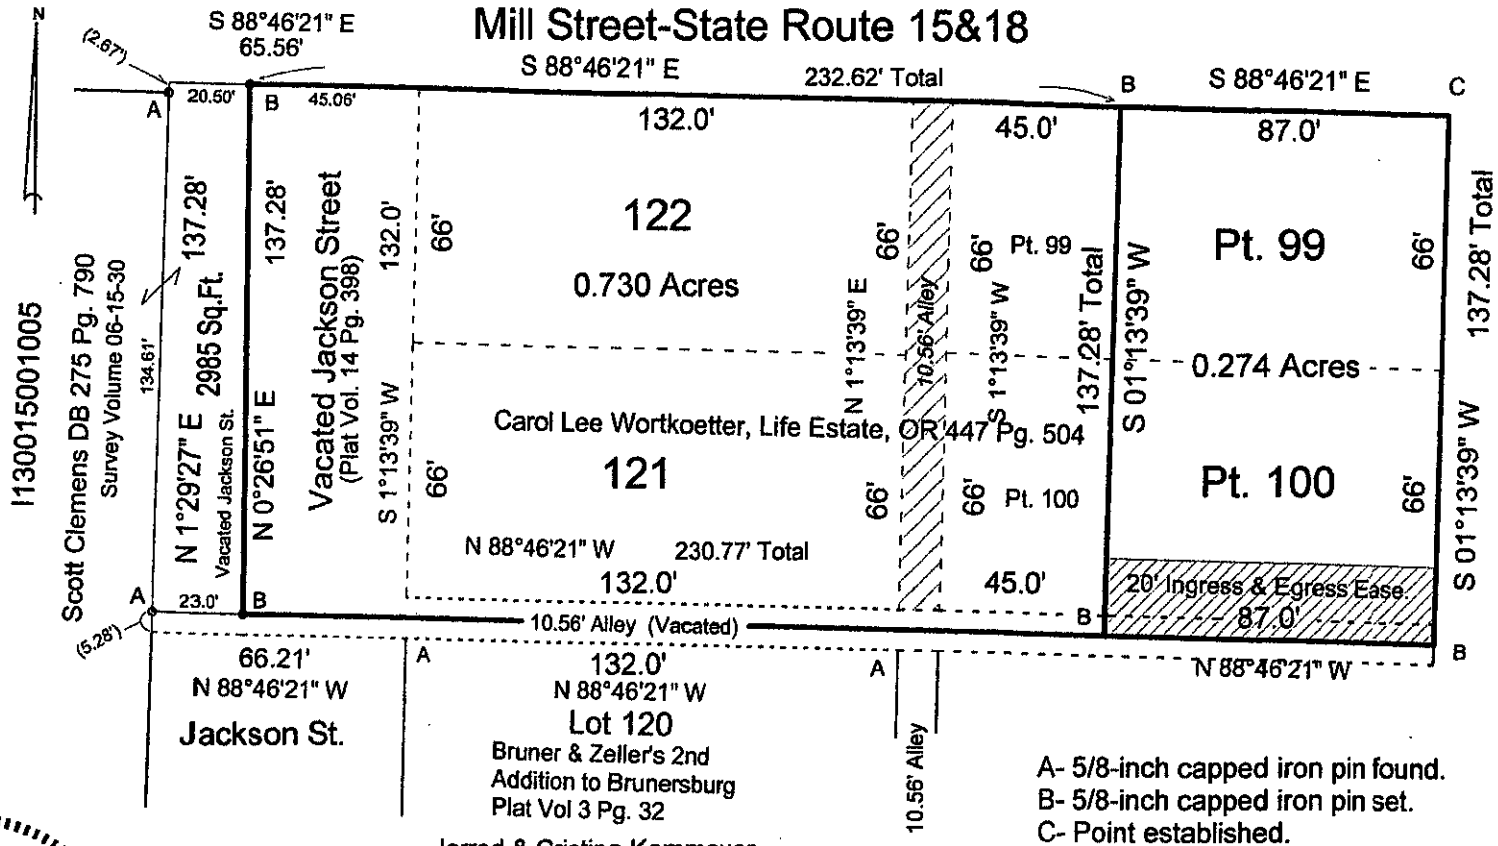 N
S 88°46'21" E
65.56'
Mill Street-State Route 15&18
(2.67')
S 88°46'21" E
232.62' Total
B
S 88°46'21" E
C
A
20.50'
B
45.06'
132.0'
45.0'
87.0'
137.28'
2985 Sq.Ft.
137.28'
Vacated Jackson Street
(Plat Vol. 14 Pg. 398)
132.0'
66'
122
0.730 Acres
66'
N 1°13'39" E
10.56' Alley
66'
Pt. 99
S 1°13'39" W
137.28' Total
S 01°13'39" W
Pt. 99
66'
137.28' Total
0.274 Acres
I130015001005
Scott Clemens DB 275 Pg. 790
Survey Volume 06-15-30
134.61'
N 1°29'27" E
Vacated Jackson St.
N 0°26'51" E
S 1°13'39" W
Carol Lee Wortkoetter, Life Estate, OR 447 Pg. 504
66'
121
66'
66'
Pt. 100
Pt. 100
66'
S 01°13'39" W
N 88°46'21" W
230.77' Total
132.0'
45.0'
20' Ingress & Egress Ease.
87.0'
A
23.0'
B
10.56' Alley (Vacated)
B
B
(5.28')
66.21'
N 88°46'21" W
A
132.0'
N 88°46'21" W
A
N 88°46'21" W
Jackson St.
Lot 120
Bruner & Zeller's 2nd
Addition to Brunersburg
Plat Vol 3 Pg. 32
10.56' Alley
A- 5/8-inch capped iron pin found.
B- 5/8-inch capped iron pin set.
C- Point established.